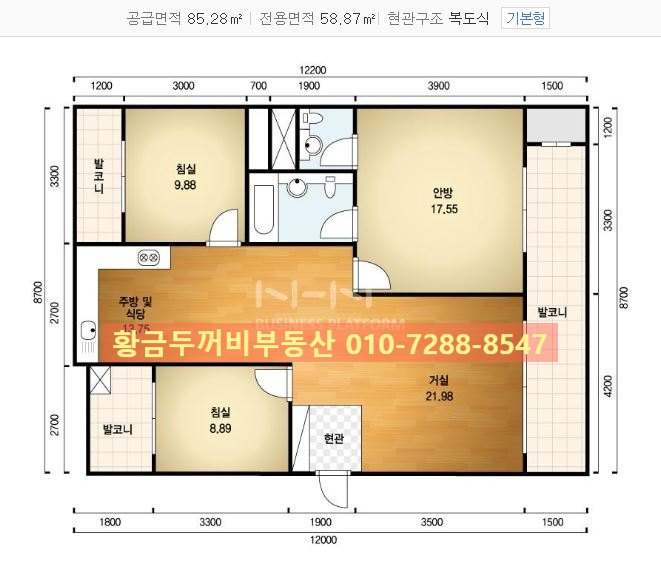 공급면적 85.28㎡ | 전용면적 58.87㎡ | 현관구조 복도식 기본형
12200
1200 3000 700 1900 3900 1500
3300
2700
2700
8700
1200
3300
4200
8700
발코니
침실
9.88
안방
17.55
주방 및
식당
13.75
발코니
BUSINESS PLATFORM
황금두꺼비부동산 010-7288-8547
거실
21.98
침실
8.89
발코니
현관
1800 3300 1900 3500 1500
12000